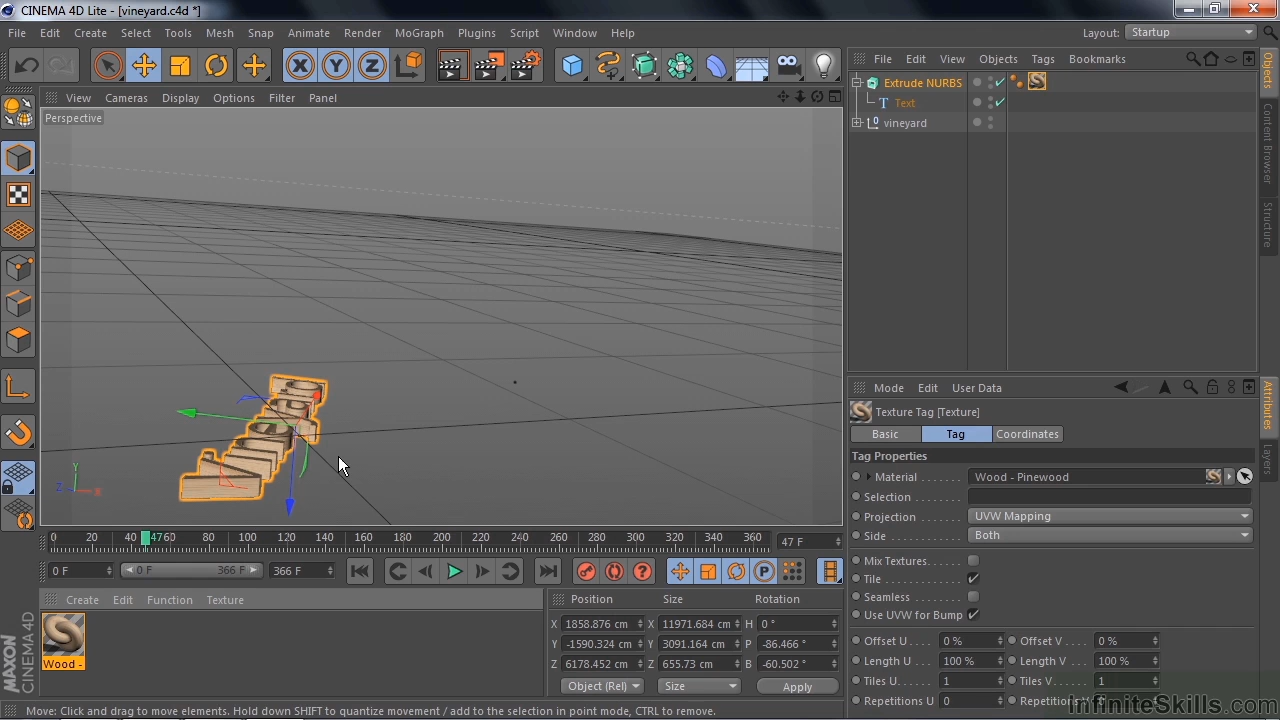 CINEMA 4D Lite - [vineyard.c4d *]
File Edit Create Select Tools Mesh Snap Animate Render MoGraph Plugins Script Window Help Layout: Startup
X Y Z
File Edit View Objects Tags Bookmarks
View Cameras Display Options Filter Panel
Perspective
Extrude NURBS
Text
vineyard
Objects
Content Browser
Structure
Attributes
Layers
Mode Edit User Data
Texture Tag [Texture]
Basic Tag Coordinates
Tag Properties
Material Wood - Pinewood
Selection
Projection UVW Mapping
Side Both
Mix Textures
Tile
Seamless
Use UVW for Bump
Offset U 0 % Offset V 0 %
Length U 100 % Length V 100 %
Tiles U 1 Tiles V 1
Repetitions U 0 Repetitions V
Y
Z X
0 20 40 47 60 80 100 120 140 160 180 200 220 240 260 280 300 320 340 360 47 F
0 F 0 F 366 F 366 F
P
Create Edit Function Texture
Wood -
Position Size Rotation
X 1858.876 cm X 11971.684 cm H 0 °
Y -1590.324 cm Y 3091.164 cm P -86.466 °
Z 6178.452 cm Z 655.73 cm B -60.502 °
Object (Rel) Size Apply
MAXON
CINEMA 4D
Move: Click and drag to move elements. Hold down SHIFT to quantize movement / add to the selection in point mode, CTRL to remove.
InfiniteSkills.com